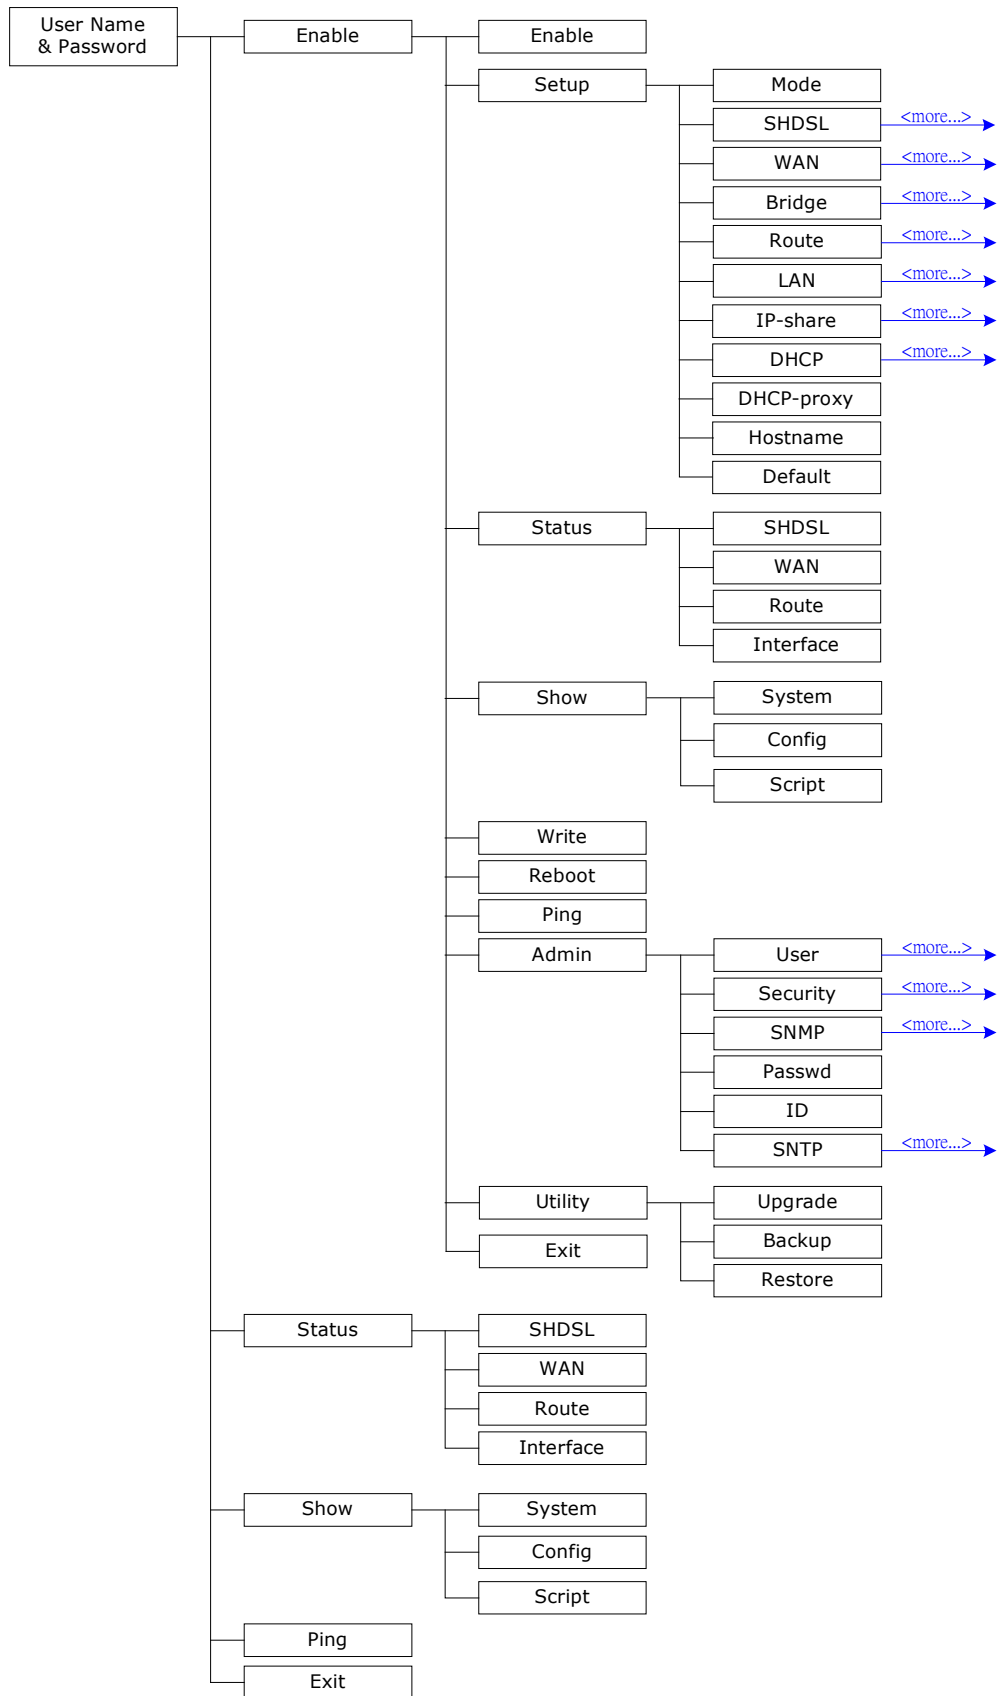 User Name
& Password
Enable
Enable
Setup
Mode
SHDSL
<more...>
WAN
<more...>
Bridge
<more...>
Route
<more...>
LAN
<more...>
IP-share
<more...>
DHCP
<more...>
DHCP-proxy
Hostname
Default
Status
SHDSL
WAN
Route
Interface
Show
System
Config
Script
Write
Reboot
Ping
Admin
User
<more...>
Security
<more...>
SNMP
<more...>
Passwd
ID
SNTP
<more...>
Utility
Upgrade
Backup
Restore
Exit
Status
SHDSL
WAN
Route
Interface
Show
System
Config
Script
Ping
Exit